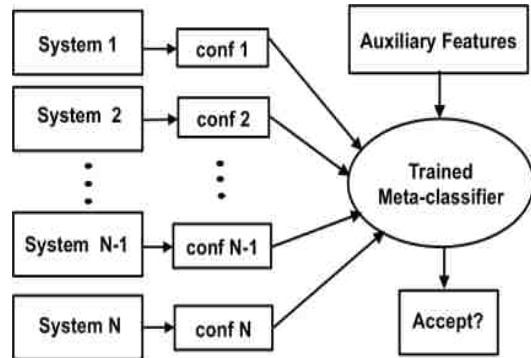 System 1
conf 1
Auxiliary Features
System 2
conf 2
Trained
Meta-classifier
System N-1
conf N-1
System N
conf N
Accept?